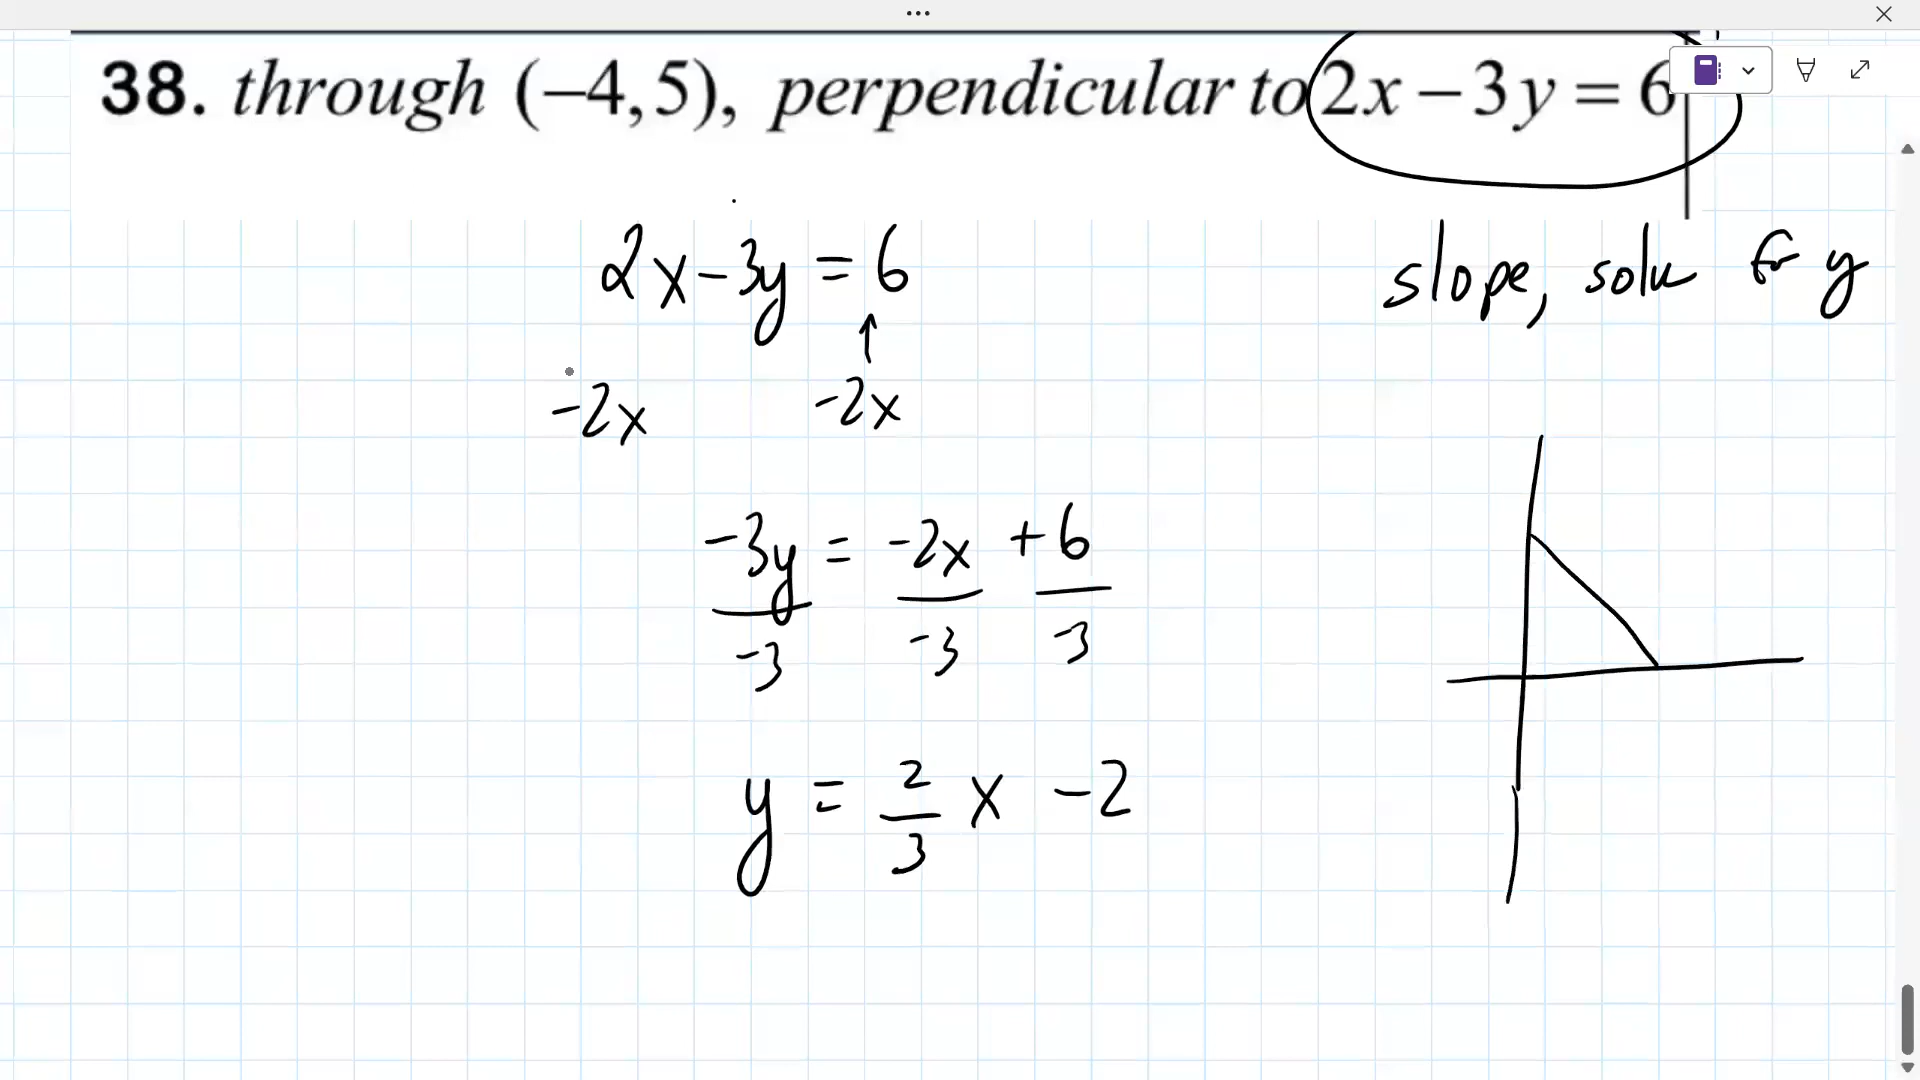 38. through (−4,5), perpendicular to 2x − 3y = 6
2x-3y = 6
slope, solve for y
-2x -2x
-3y = -2x + 6
-3 -3 -3
y = 2/3 x -2